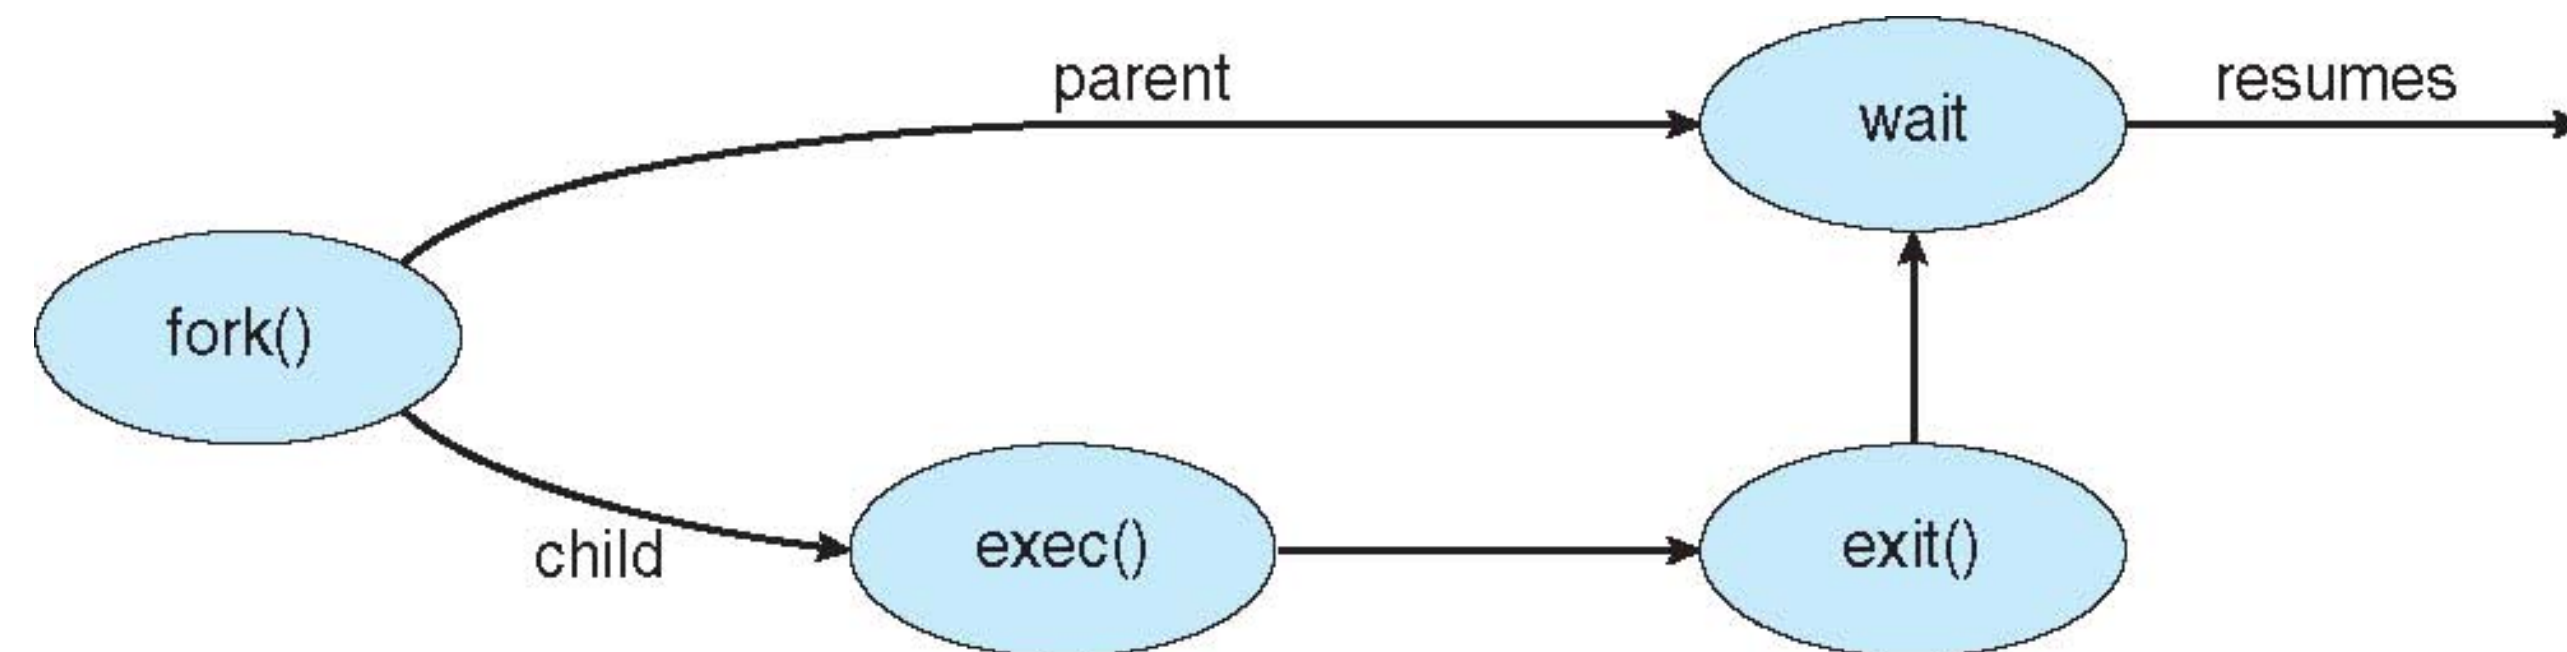 parent
resumes
wait
fork()
child
exec()
exit()